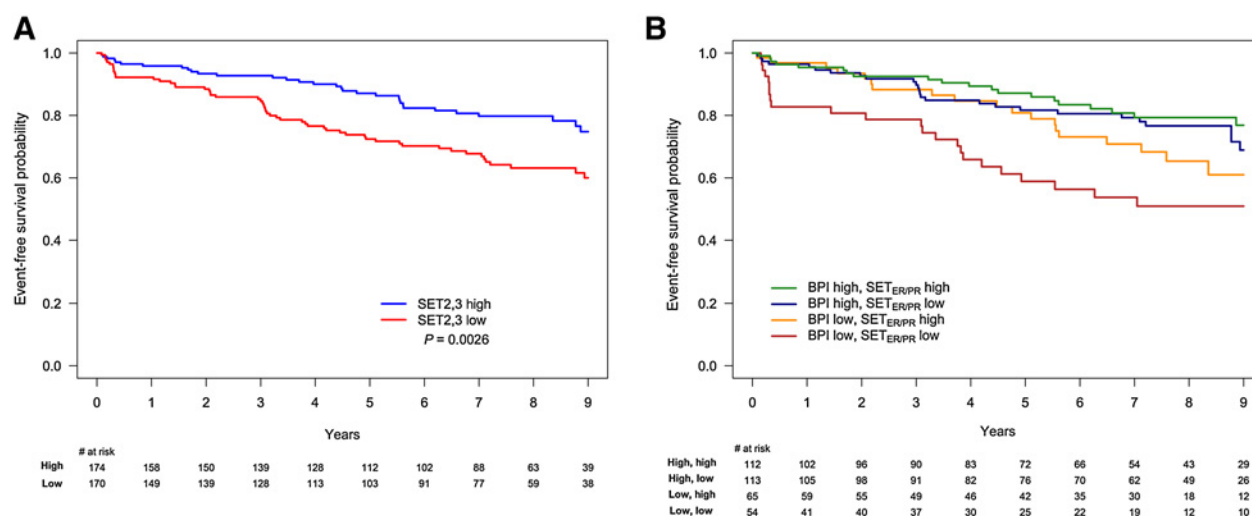 A
Event-free survival probability
1.0
0.8
0.6
0.4
0.2
0.0
SET2,3 high
SET2,3 low
P = 0.0026
0 1 2 3 4 5 6 7 8 9
Years
# at risk
High 174 158 150 139 128 112 102 88 63 39
Low 170 149 139 128 113 103 91 77 59 38
B
Event-free survival probability
1.0
0.8
0.6
0.4
0.2
0.0
BPI high, SETER/PR high
BPI high, SETER/PR low
BPI low, SETER/PR high
BPI low, SETER/PR low
0 1 2 3 4 5 6 7 8 9
Years
# at risk
High, high 112 102 96 90 83 72 66 54 43 29
High, low 113 105 98 91 82 76 70 62 49 26
Low, high 65 59 55 49 46 42 35 30 18 12
Low, low 54 41 40 37 30 25 22 19 12 10